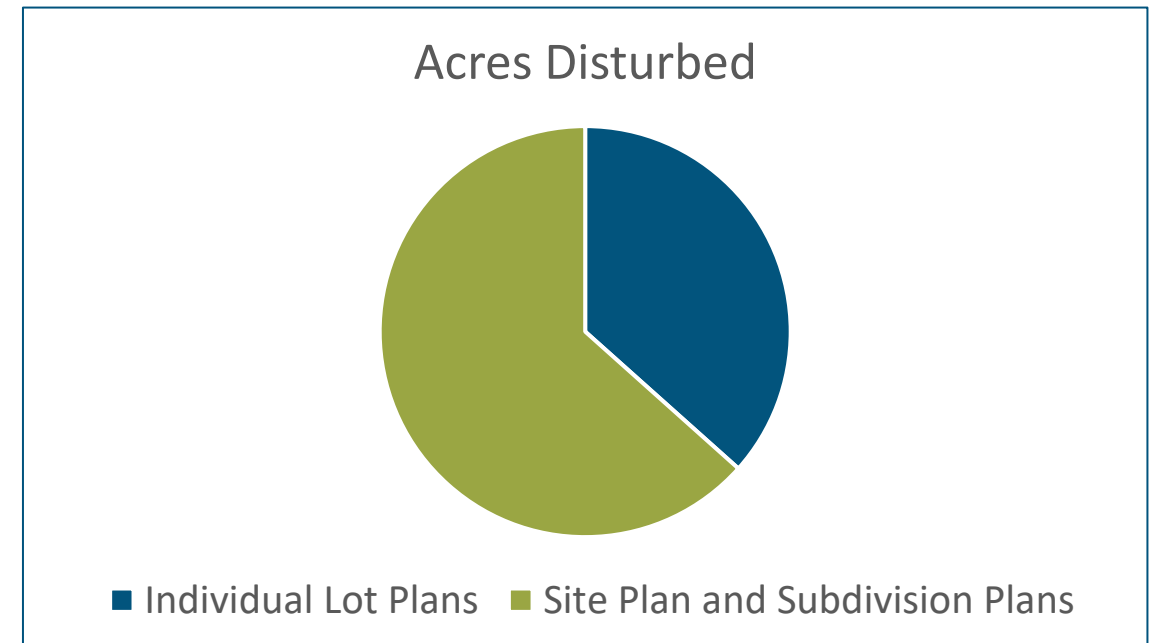 Acres Disturbed
Individual Lot Plans Site Plan and Subdivision Plans